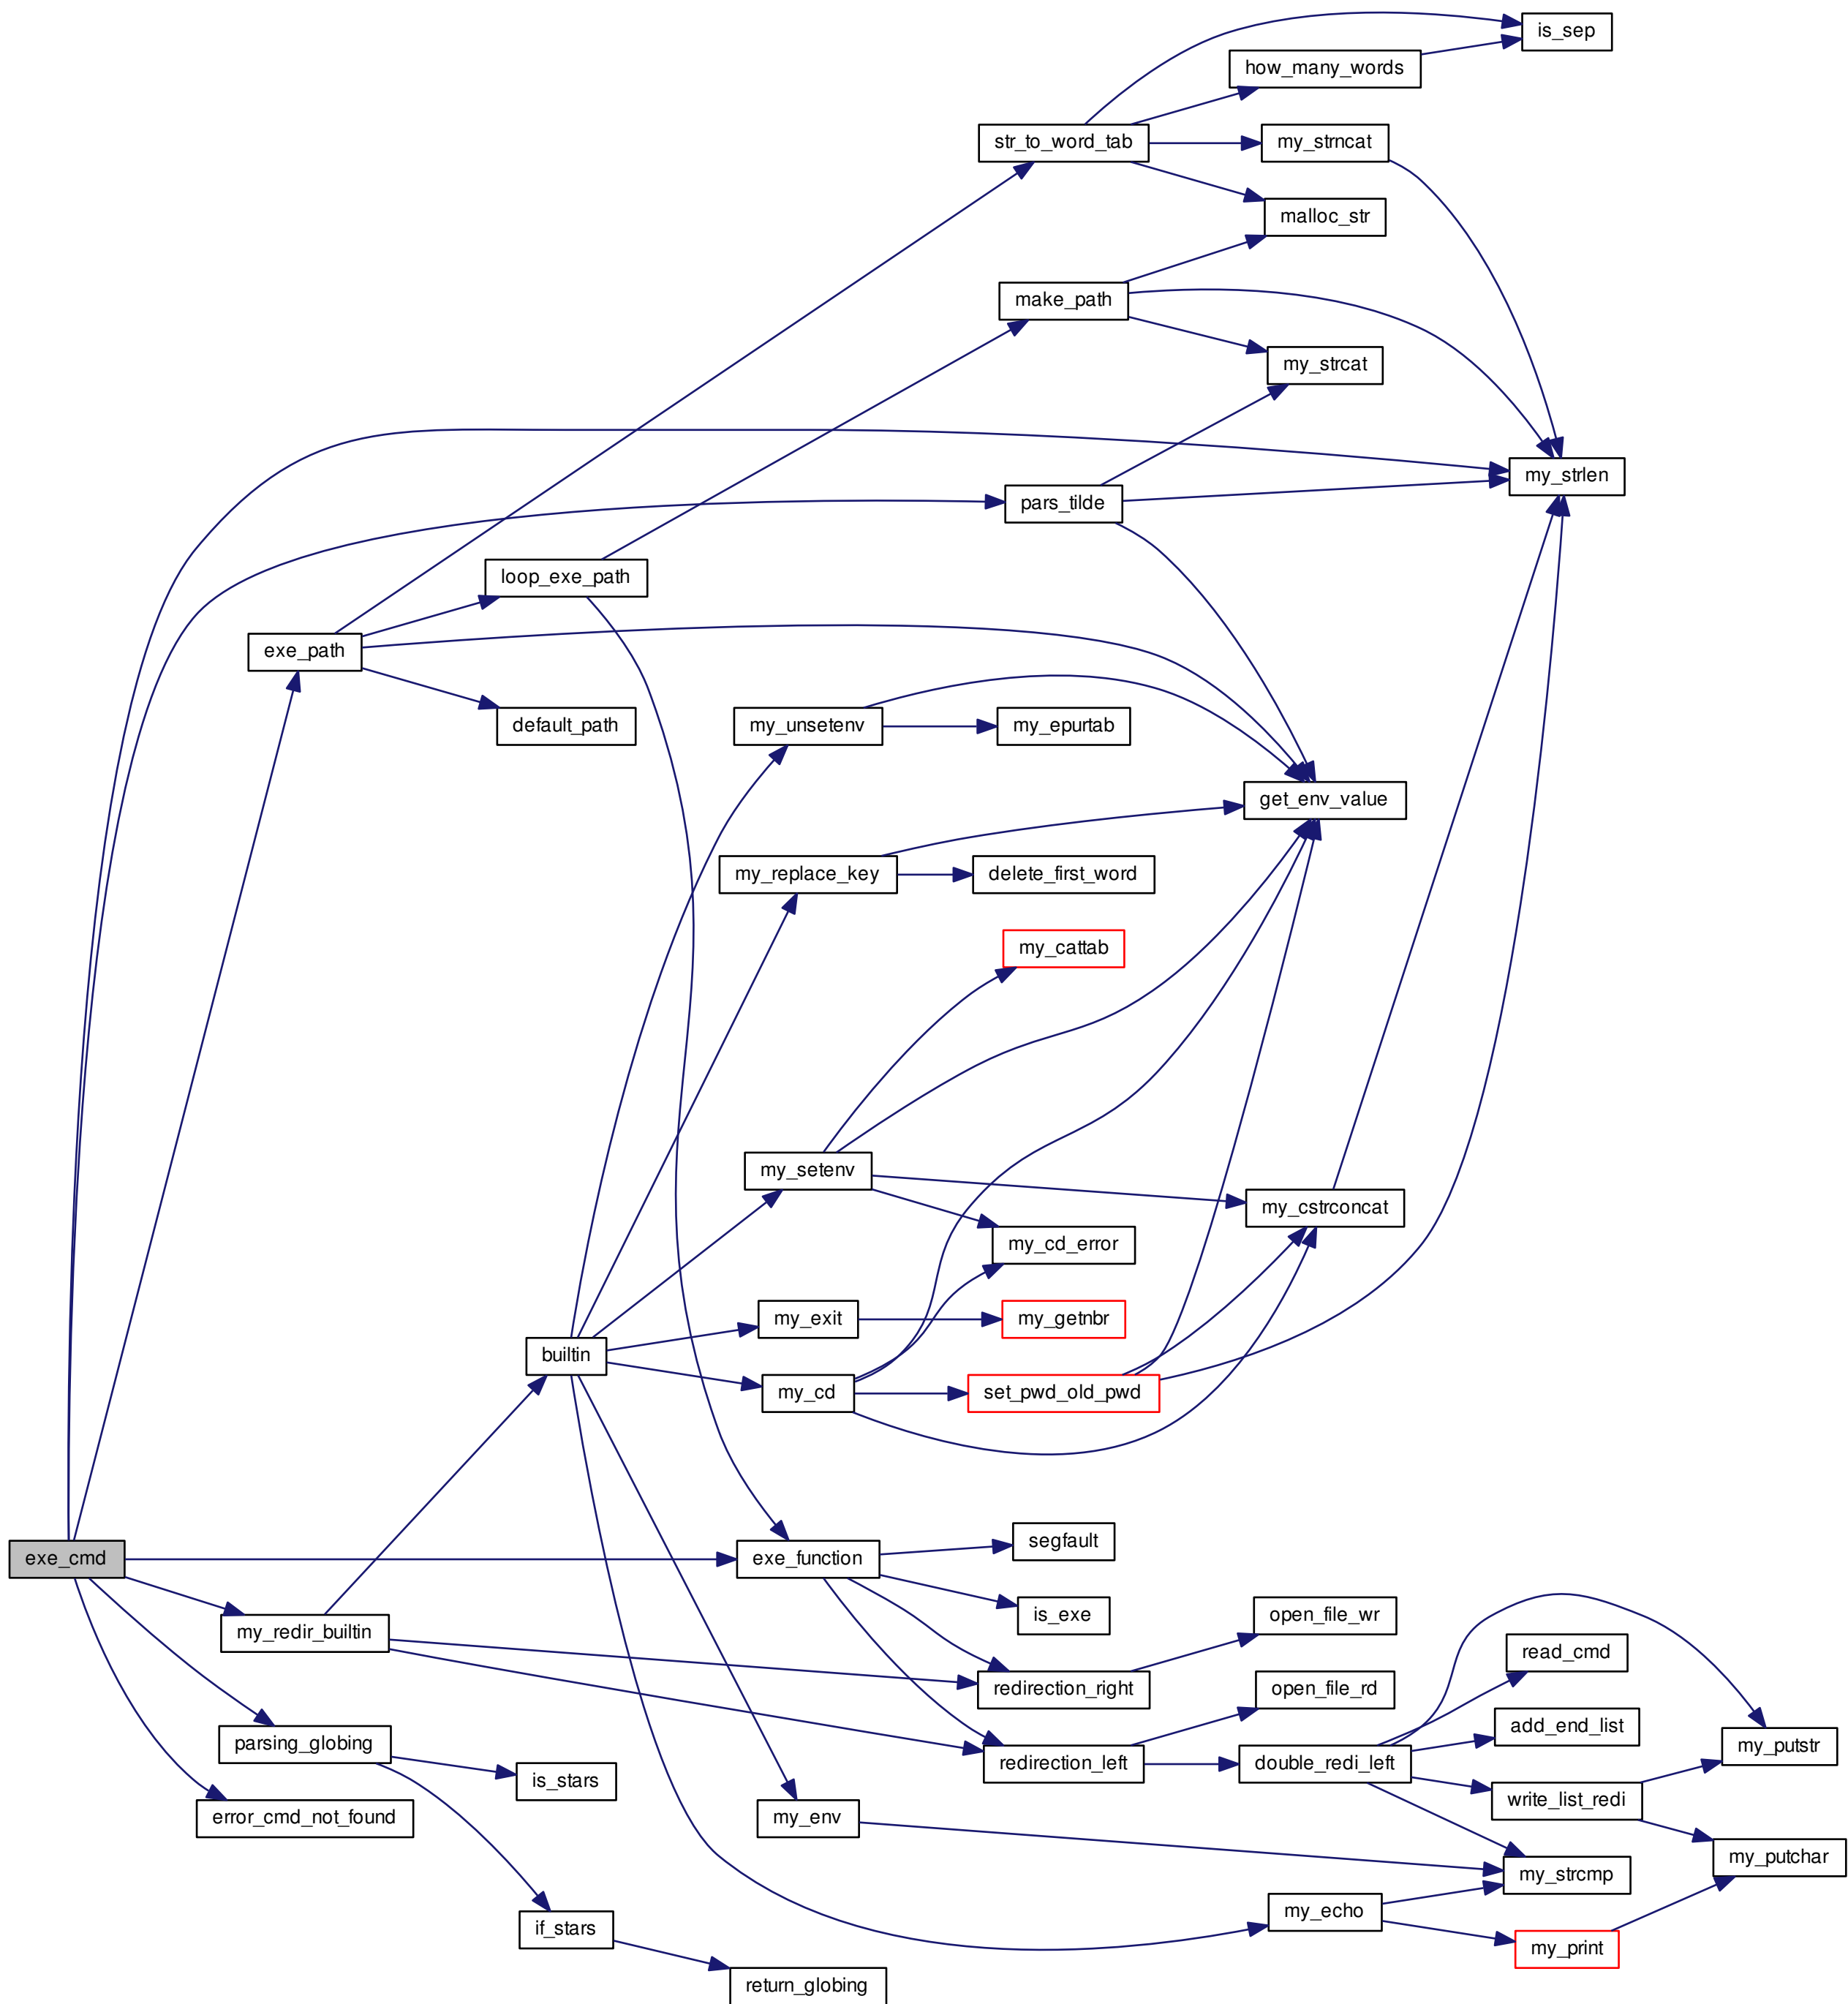 is_sep
how_many_words
str_to_word_tab
my_strncat
malloc_str
make_path
my_strcat
my_strlen
pars_tilde
loop_exe_path
exe_path
default_path
my_unsetenv
my_epurtab
get_env_value
my_replace_key
delete_first_word
my_cattab
my_setenv
my_cstrconcat
my_cd_error
my_exit
my_getnbr
builtin
my_cd
set_pwd_old_pwd
segfault
exe_cmd
exe_function
is_exe
open_file_wr
my_redir_builtin
read_cmd
redirection_right
open_file_rd
add_end_list
parsing_globing
my_putstr
redirection_left
double_redi_left
is_stars
write_list_redi
error_cmd_not_found
my_env
my_putchar
my_strcmp
my_echo
if_stars
my_print
return_globing